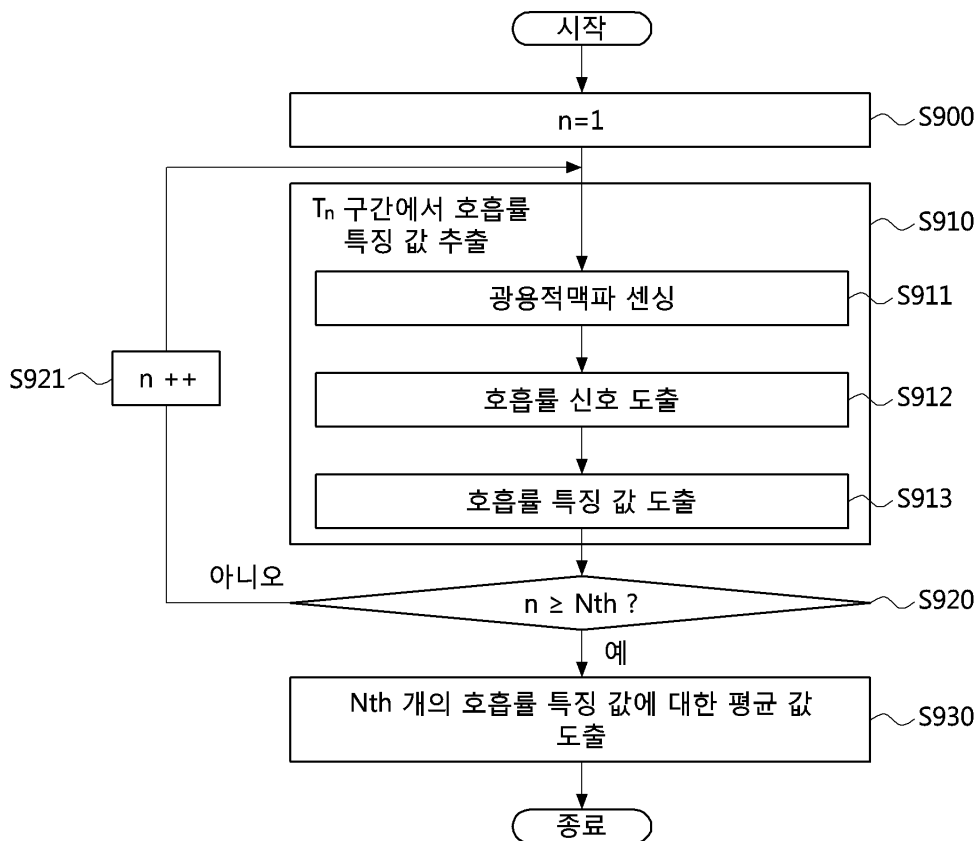 시작
n=1
S900
Tn 구간에서 호흡률
특징 값 추출
S910
광용적맥파 센싱
S911
S921
n ++
호흡률 신호 도출
S912
호흡률 특징 값 도출
S913
아니오
n ≥ Nth ?
S920
예
Nth 개의 호흡률 특징 값에 대한 평균 값
도출
S930
종료